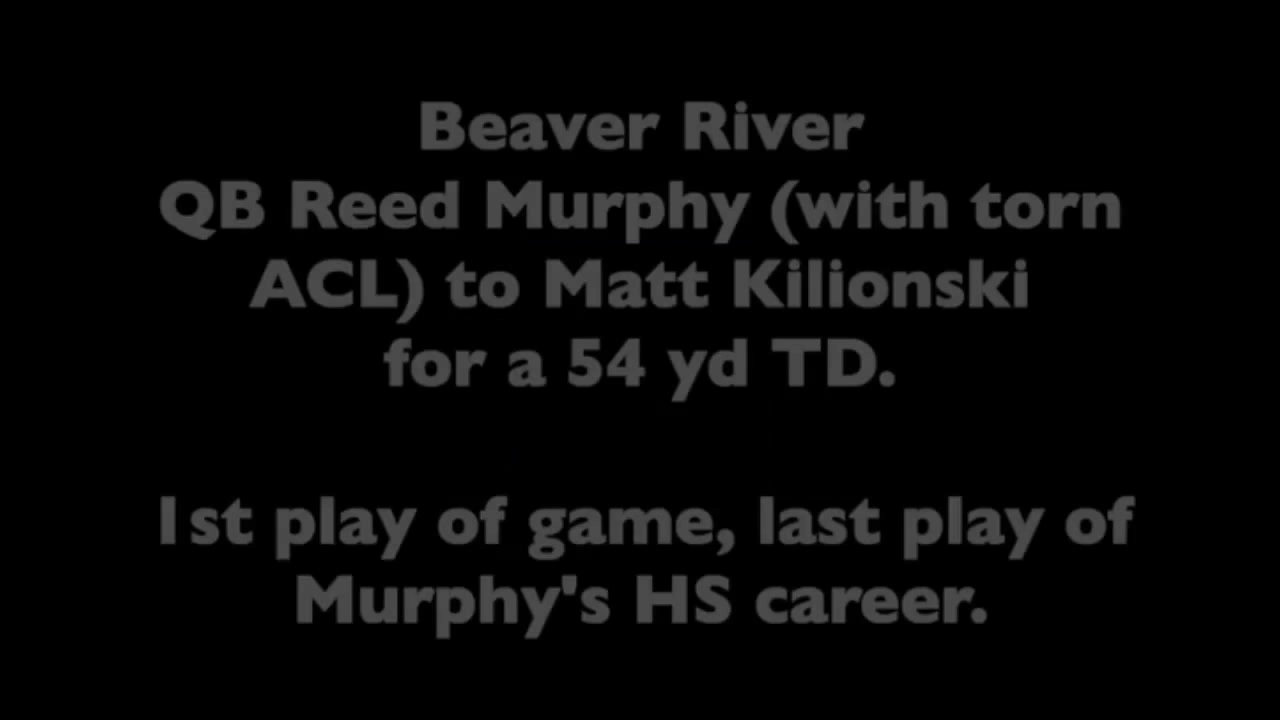 Beaver River
QB Reed Murphy (with torn
ACL) to Matt Kilionski
for a 54 yd TD.
1st play of game, last play of
Murphy's HS career.